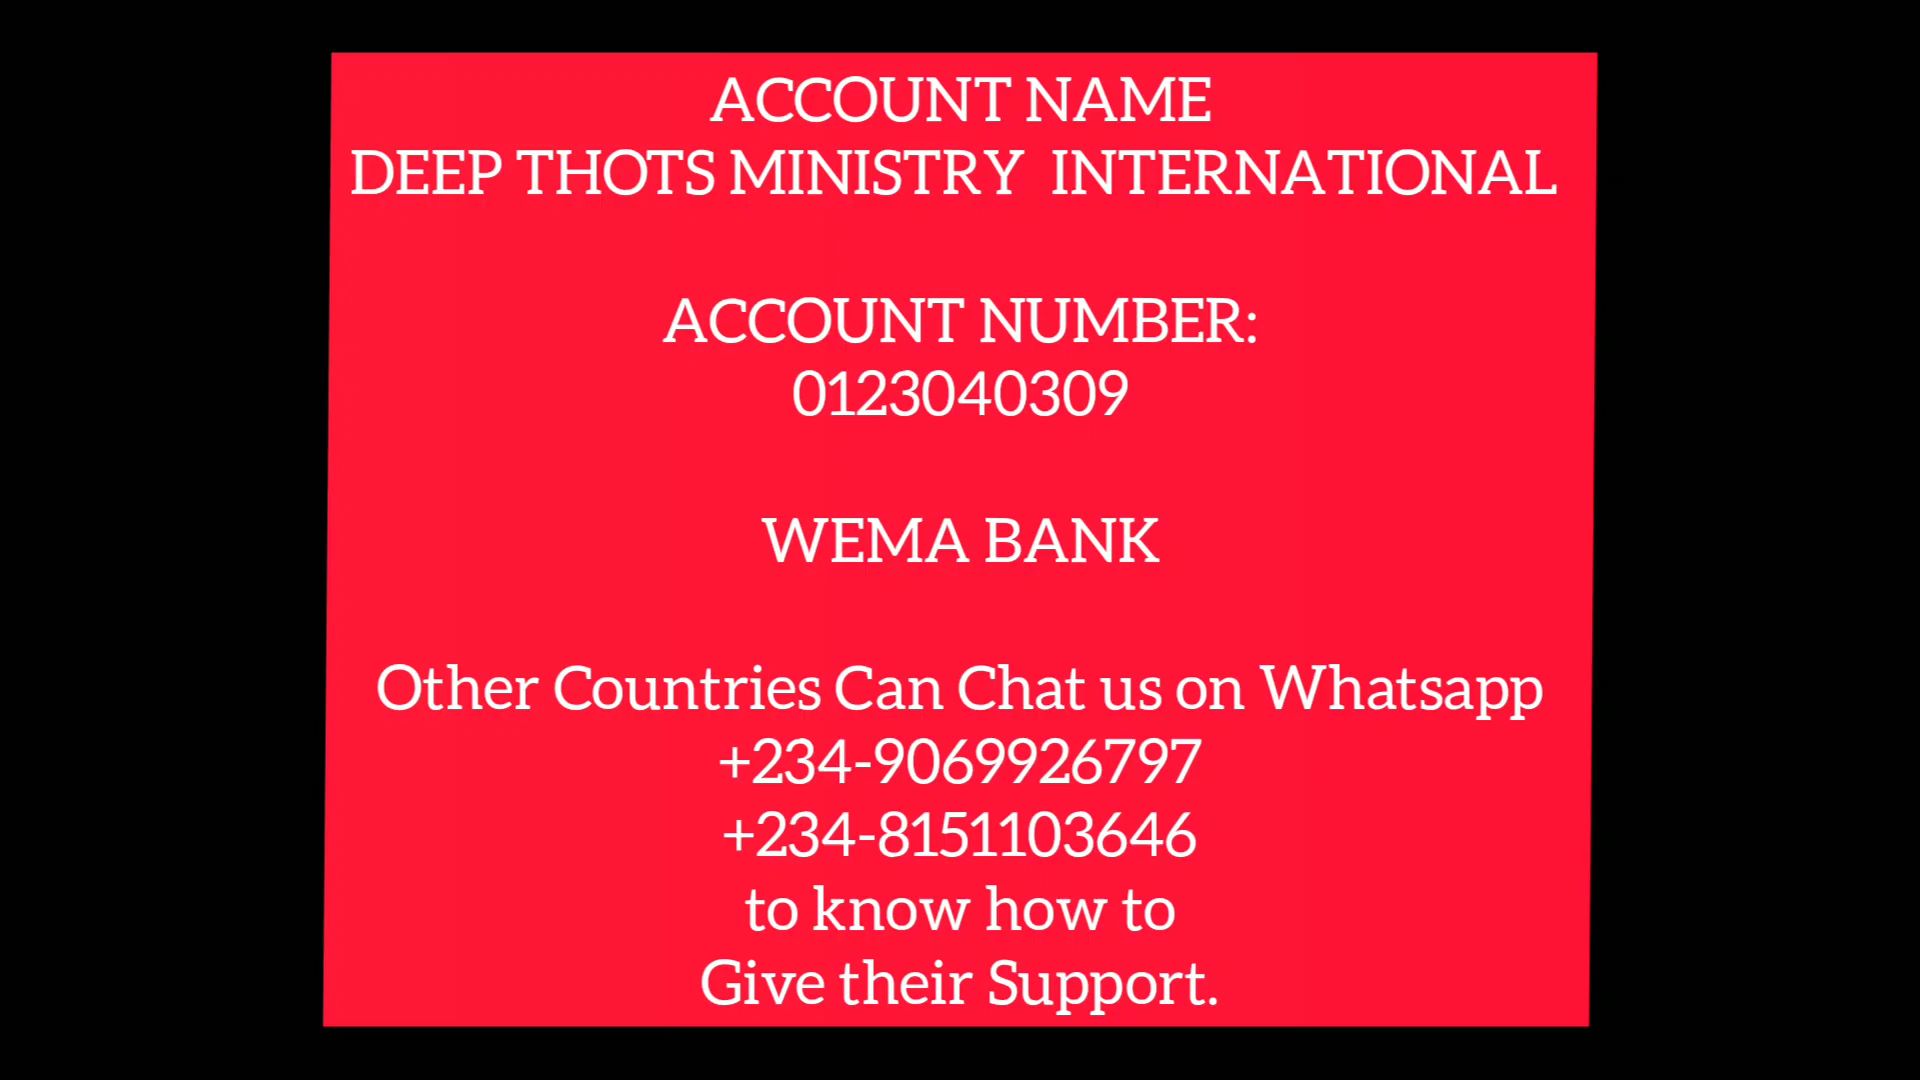 ACCOUNT NAME
DEEP THOTS MINISTRY INTERNATIONAL
ACCOUNT NUMBER:
0123040309
WEMA BANK
Other Countries Can Chat us on Whatsapp
+234-9069926797
+234-8151103646
to know how to
Give their Support.